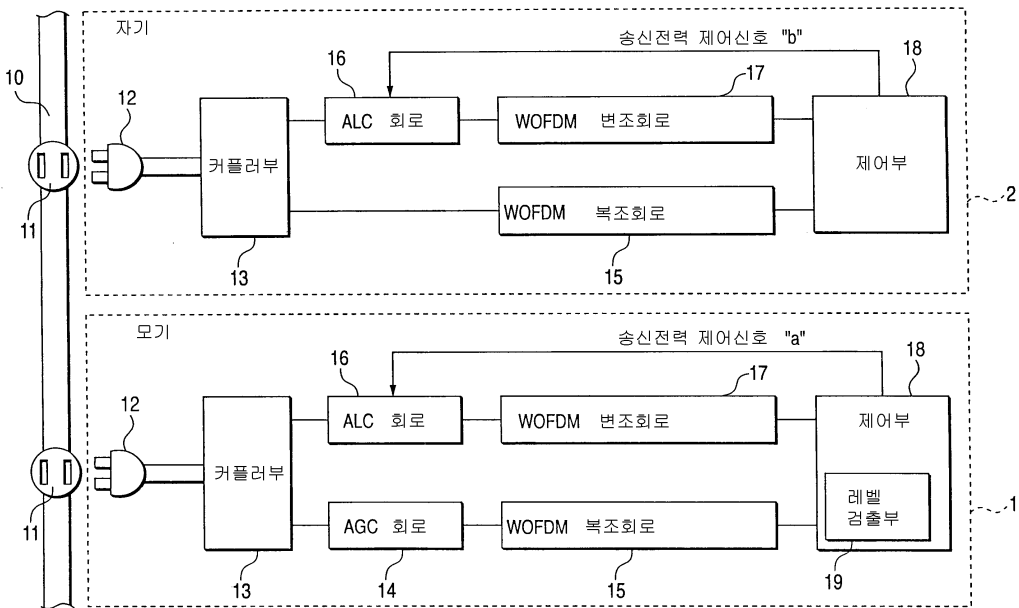 자기
송신전력 제어신호 "b"
10
12
16
17
18
ALC 회로
WOFDM 변조회로
커플러부
제어부
2
WOFDM 복조회로
11
13
15
모기
송신전력 제어신호 "a"
12
16
17
18
ALC 회로
WOFDM 변조회로
제어부
커플러부
레벨
검출부
1
AGC 회로
WOFDM 복조회로
11
13
14
15
19